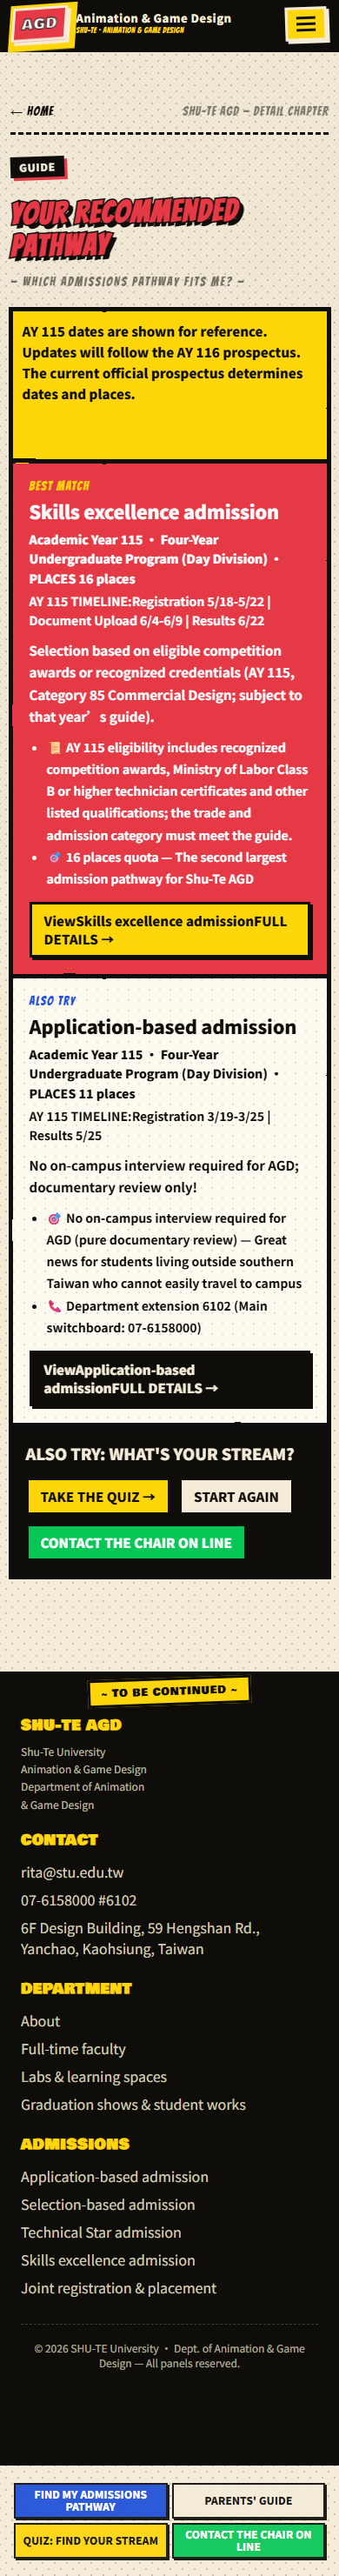 AGD
Animation & Game Design
SHU-TE · ANIMATION & GAME DESIGN
← HOME
SHU-TE AGD — DETAIL CHAPTER
GUIDE
YOUR RECOMMENDED
PATHWAY
— WHICH ADMISSIONS PATHWAY FITS ME? —
AY 115 dates are shown for reference.
Updates will follow the AY 116 prospectus.
The current official prospectus determines
dates and places.
BEST MATCH
Skills excellence admission
Academic Year 115 • Four-Year
Undergraduate Program (Day Division) •
PLACES 16 places
AY 115 TIMELINE:Registration 5/18-5/22 |
Document Upload 6/4-6/9 | Results 6/22
Selection based on eligible competition
awards or recognized credentials (AY 115,
Category 85 Commercial Design; subject to
that year’s guide).
• 📜 AY 115 eligibility includes recognized
competition awards, Ministry of Labor Class
B or higher technician certificates and other
listed qualifications; the trade and
admission category must meet the guide.
• 🎯 16 places quota — The second largest
admission pathway for Shu-Te AGD
ViewSkills excellence admissionFULL
DETAILS →
ALSO TRY
Application-based admission
Academic Year 115 • Four-Year
Undergraduate Program (Day Division) •
PLACES 11 places
AY 115 TIMELINE:Registration 3/19-3/25 |
Results 5/25
No on-campus interview required for AGD;
documentary review only!
• 🎯 No on-campus interview required for
AGD (pure documentary review) — Great
news for students living outside southern
Taiwan who cannot easily travel to campus
• 📞 Department extension 6102 (Main
switchboard: 07-6158000)
ViewApplication-based
admissionFULL DETAILS →
ALSO TRY: WHAT'S YOUR STREAM?
TAKE THE QUIZ →
START AGAIN
CONTACT THE CHAIR ON LINE
~ TO BE CONTINUED ~
SHU-TE AGD
Shu-Te University
Animation & Game Design
Department of Animation
& Game Design
CONTACT
rita@stu.edu.tw
07-6158000 #6102
6F Design Building, 59 Hengshan Rd.,
Yanchao, Kaohsiung, Taiwan
DEPARTMENT
About
Full-time faculty
Labs & learning spaces
Graduation shows & student works
ADMISSIONS
Application-based admission
Selection-based admission
Technical Star admission
Skills excellence admission
Joint registration & placement
© 2026 SHU-TE University • Dept. of Animation & Game
Design — All panels reserved.
FIND MY ADMISSIONS
PATHWAY
PARENTS' GUIDE
QUIZ: FIND YOUR STREAM
CONTACT THE CHAIR ON
LINE